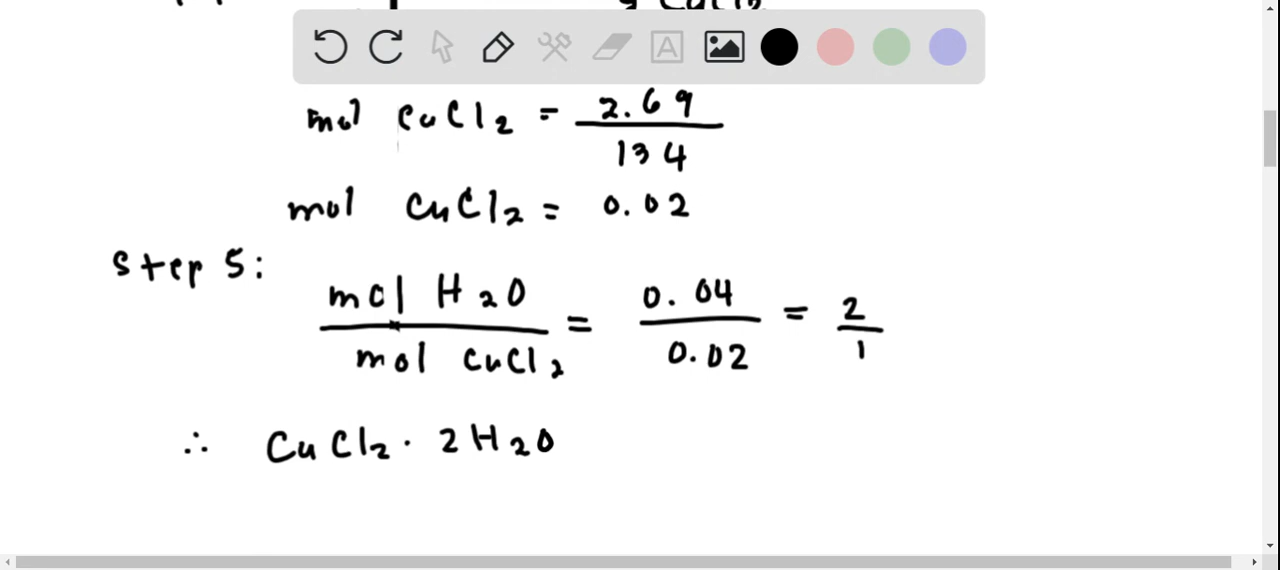 CuCl2
A
mol CuCl2 = 2.69
134
mol CuCl2 = 0.02
Step 5:
mol H2O = 0.04 = 2
mol CuCl2 0.02 1
∴ CuCl2 · 2H2O